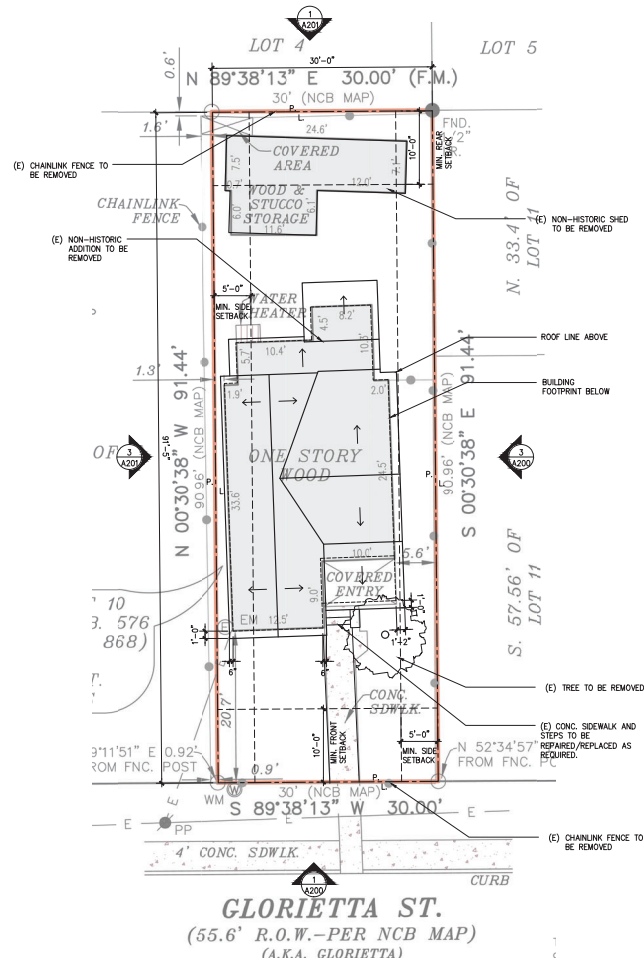 1
A201
LOT 4
LOT 5
30'-0"
0.6'
N 89°38'13" E 30.00' (F.M.)
30' (NCB MAP)
P.
L.
24.6'
FND.
1.6'
COVERED
AREA
10'-0"
MIN. REAR
SETBACK
(E) CHAINLINK FENCE TO
BE REMOVED
7.5'
WOOD &
STUCCO
STORAGE
12.0'
6.0'
6.1'
11.6'
CHAINLINK
FENCE
(E) NON-HISTORIC SHED
TO BE REMOVED
N. 33.4' OF
LOT 11
(E) NON-HISTORIC
ADDITION TO BE
REMOVED
5'-0"
MIN. SIDE
SETBACK
WATER
HEATER
8.2'
4.5'
ROOF LINE ABOVE
5.7'
10.4'
1.3'
1.9'
2.0'
BUILDING
FOOTPRINT BELOW
N 00°30'38" W 91.44'
90.96' (NCB MAP)
91'-5"
S 00°30'38" E 91.44'
90.96' (NCB MAP)
OF
3
A201
3
A200
ONE STORY
WOOD
33.6'
24.5'
P.
L
P.
L
10.0'
5.6'
COVERED
ENTRY
9.0'
1'-0"
S. 57.56' OF
LOT 11
T 10
B. 576
868)
E
EM
12.5'
1'-0"
6"
6"
1'-2"
T.
(E) TREE TO BE REMOVED
20.7'
CONC.
SDWLK.
10'-0"
MIN. FRONT
SETBACK
5'-0"
MIN. SIDE
SETBACK
(E) CONC. SIDEWALK AND
STEPS TO BE
REPAIRED/REPLACED AS
REQUIRED.
9°11'51" E 0.92'
ROM FNC. POST
N 52°34'57"
FROM FNC. PO
0.9'
WM
W
30' (NCB MAP)
P.
L
S 89°38'13" W 30.00'
E
PP
E
E
E
(E) CHAINLINK FENCE TO
BE REMOVED
4' CONC. SDWLK.
CURB
1
A200
GLORIETTA ST.
(55.6' R.O.W.-PER NCB MAP)
(A.K.A. GLORIETTA)